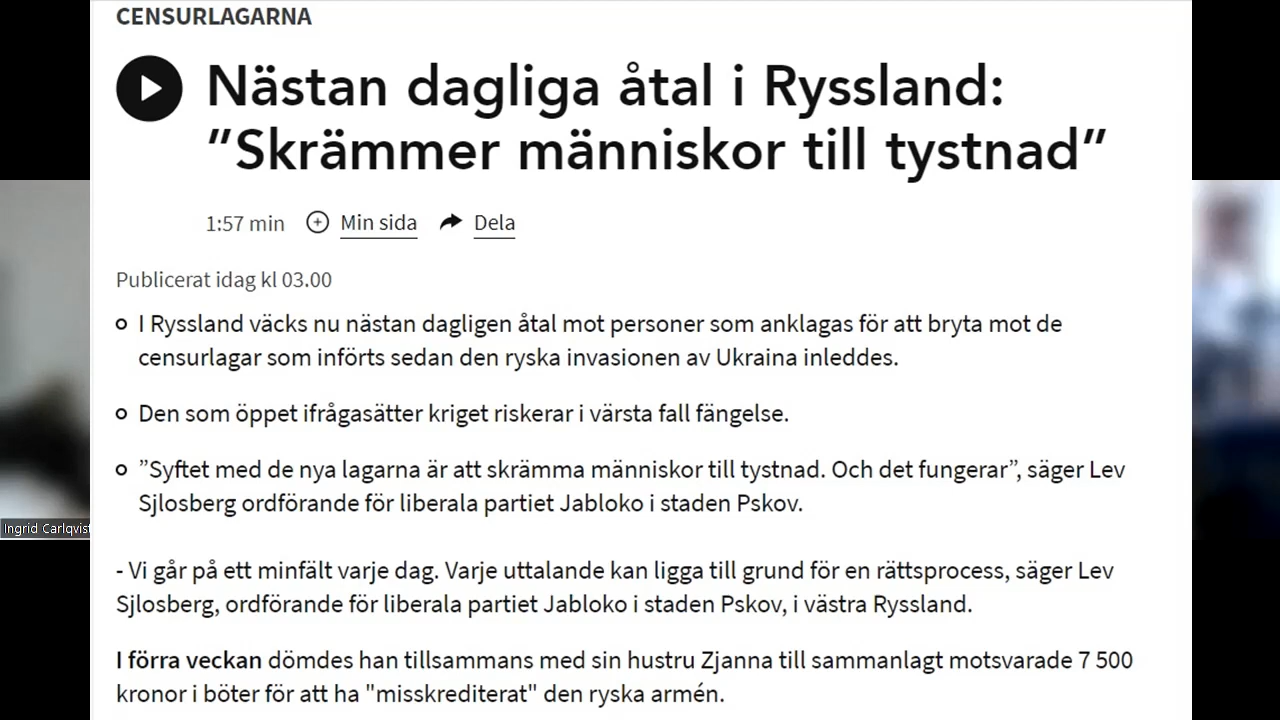 CENSURLAGARNA
Nästan dagliga åtal i Ryssland:
”Skrämmer människor till tystnad”
1:57 min Min sida Dela
Publicerat idag kl 03.00
I Ryssland väcks nu nästan dagligen åtal mot personer som anklagas för att bryta mot de
censurlagar som införts sedan den ryska invasionen av Ukraina inleddes.
Den som öppet ifrågasätter kriget riskerar i värsta fall fängelse.
”Syftet med de nya lagarna är att skrämma människor till tystnad. Och det fungerar”, säger Lev
Sjlosberg ordförande för liberala partiet Jabloko i staden Pskov.
Ingrid Carlqvist
- Vi går på ett minfält varje dag. Varje uttalande kan ligga till grund för en rättsprocess, säger Lev
Sjlosberg, ordförande för liberala partiet Jabloko i staden Pskov, i västra Ryssland.
I förra veckan dömdes han tillsammans med sin hustru Zjanna till sammanlagt motsvarade 7 500
kronor i böter för att ha "misskrediterat" den ryska armén.